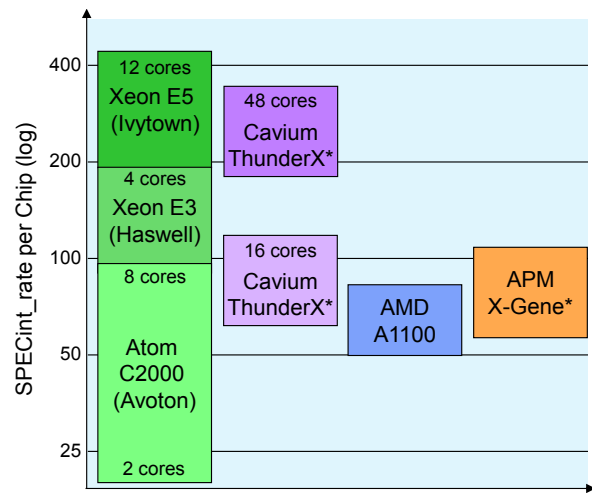 SPECint_rate per Chip (log)
400
200
100
50
25
12 cores
Xeon E5
(Ivytown)
4 cores
Xeon E3
(Haswell)
8 cores
Atom
C2000
(Avoton)
2 cores
48 cores
Cavium
ThunderX*
16 cores
Cavium
ThunderX*
AMD
A1100
APM
X-Gene*